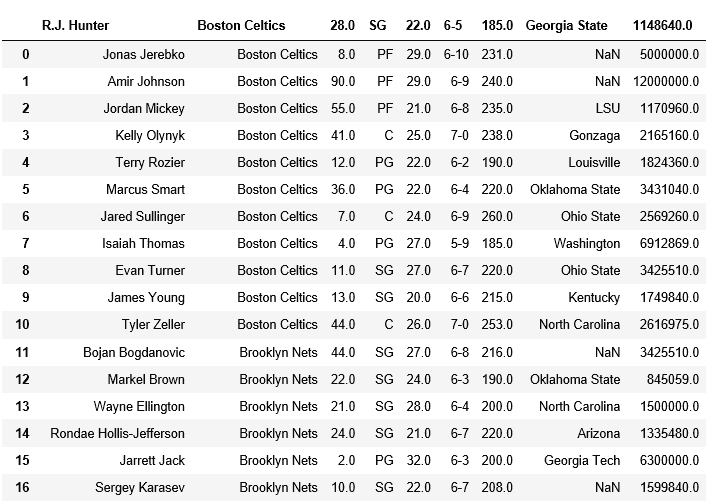 R.J. Hunter Boston Celtics 28.0 SG 22.0 6-5 185.0 Georgia State 1148640.0
0 Jonas Jerebko Boston Celtics 8.0 PF 29.0 6-10 231.0 NaN 5000000.0
1 Amir Johnson Boston Celtics 90.0 PF 29.0 6-9 240.0 NaN 12000000.0
2 Jordan Mickey Boston Celtics 55.0 PF 21.0 6-8 235.0 LSU 1170960.0
3 Kelly Olynyk Boston Celtics 41.0 C 25.0 7-0 238.0 Gonzaga 2165160.0
4 Terry Rozier Boston Celtics 12.0 PG 22.0 6-2 190.0 Louisville 1824360.0
5 Marcus Smart Boston Celtics 36.0 PG 22.0 6-4 220.0 Oklahoma State 3431040.0
6 Jared Sullinger Boston Celtics 7.0 C 24.0 6-9 260.0 Ohio State 2569260.0
7 Isaiah Thomas Boston Celtics 4.0 PG 27.0 5-9 185.0 Washington 6912869.0
8 Evan Turner Boston Celtics 11.0 SG 27.0 6-7 220.0 Ohio State 3425510.0
9 James Young Boston Celtics 13.0 SG 20.0 6-6 215.0 Kentucky 1749840.0
10 Tyler Zeller Boston Celtics 44.0 C 26.0 7-0 253.0 North Carolina 2616975.0
11 Bojan Bogdanovic Brooklyn Nets 44.0 SG 27.0 6-8 216.0 NaN 3425510.0
12 Markel Brown Brooklyn Nets 22.0 SG 24.0 6-3 190.0 Oklahoma State 845059.0
13 Wayne Ellington Brooklyn Nets 21.0 SG 28.0 6-4 200.0 North Carolina 1500000.0
14 Rondae Hollis-Jefferson Brooklyn Nets 24.0 SG 21.0 6-7 220.0 Arizona 1335480.0
15 Jarrett Jack Brooklyn Nets 2.0 PG 32.0 6-3 200.0 Georgia Tech 6300000.0
16 Sergey Karasev Brooklyn Nets 10.0 SG 22.0 6-7 208.0 NaN 1599840.0